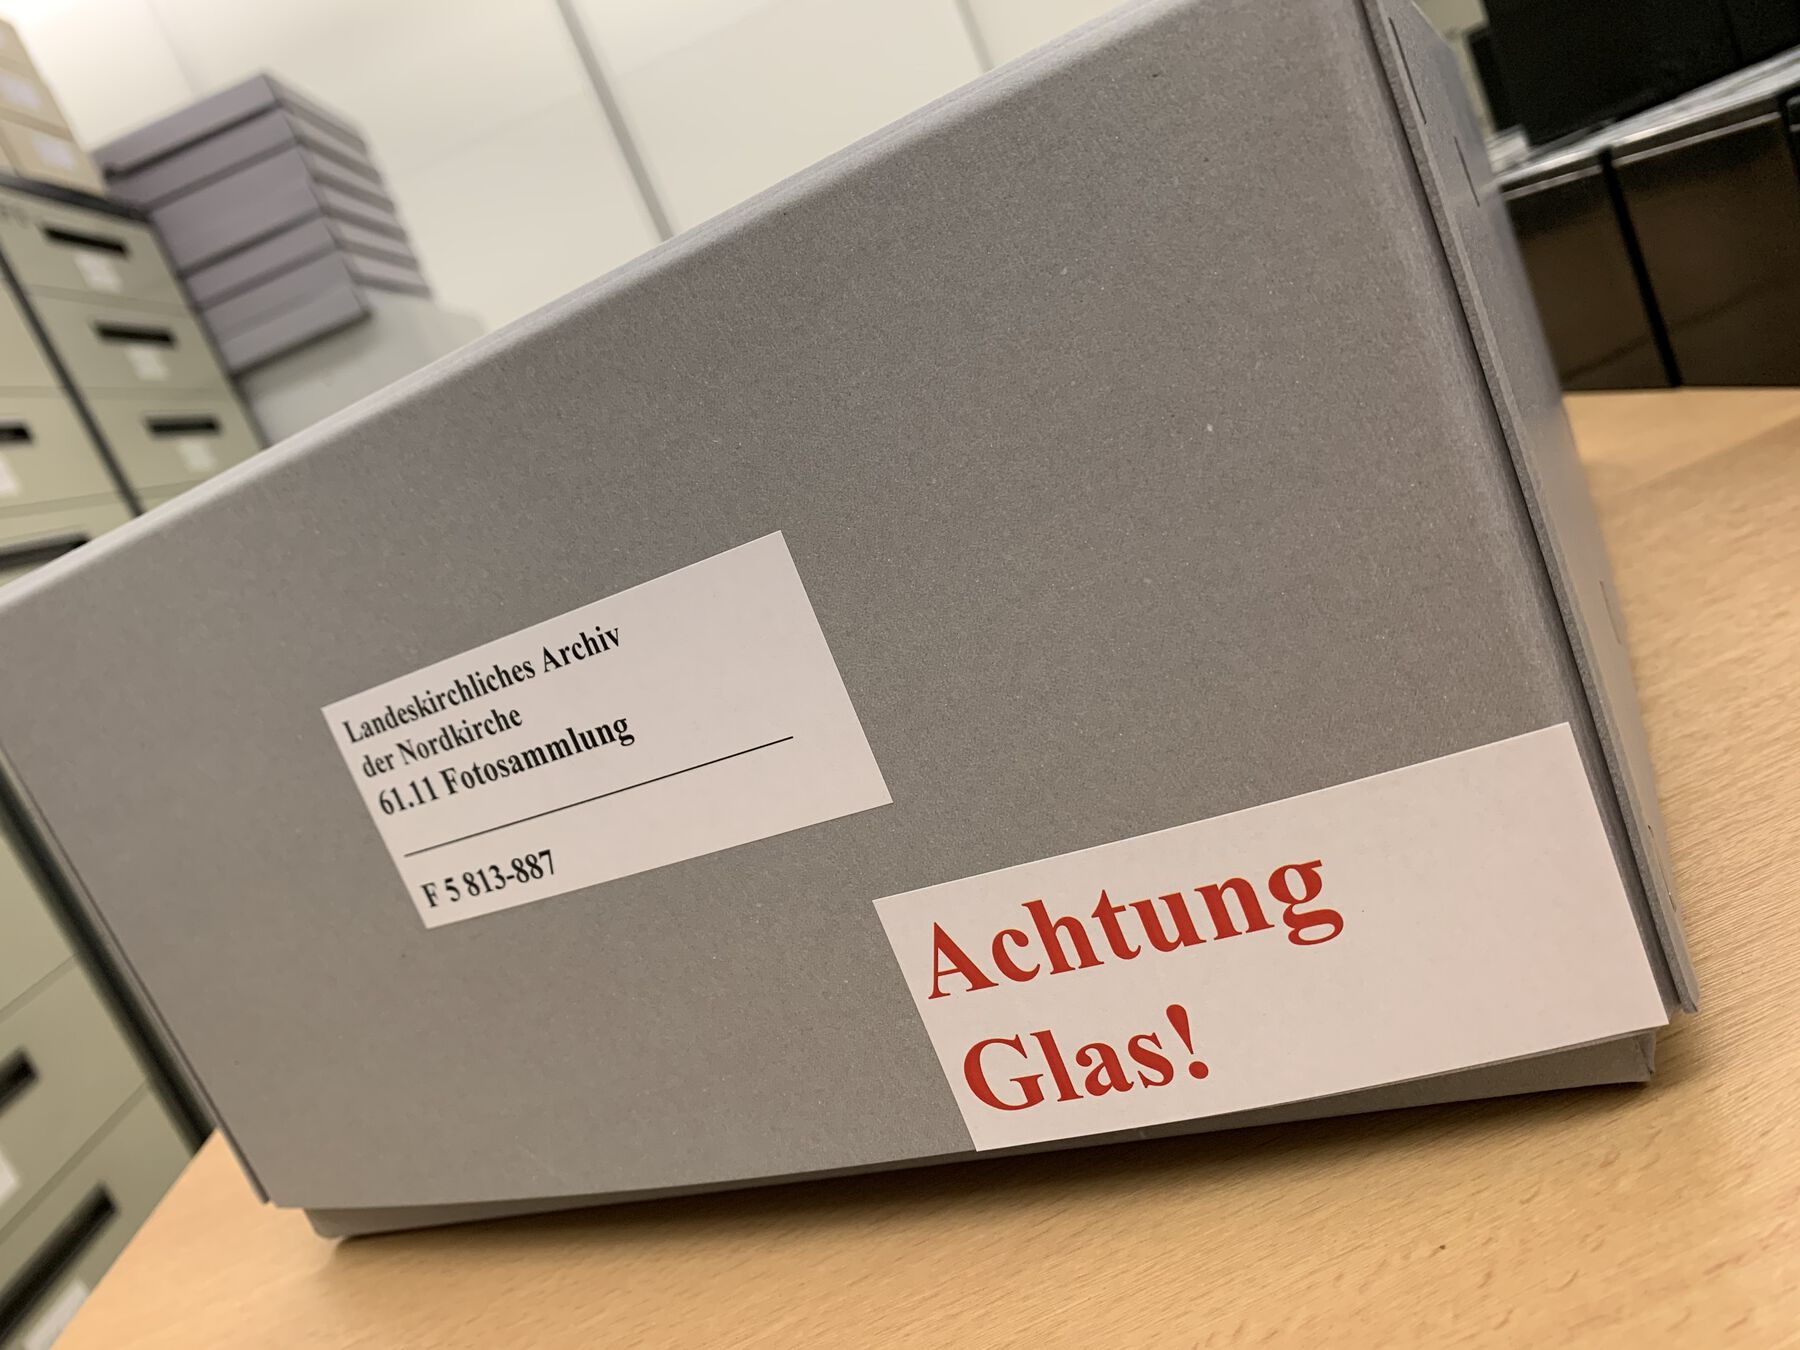 Landeskirchliches Archiv
der Nordkirche
61.11 Fotosammlung
F 5 813-887
Achtung
Glas!